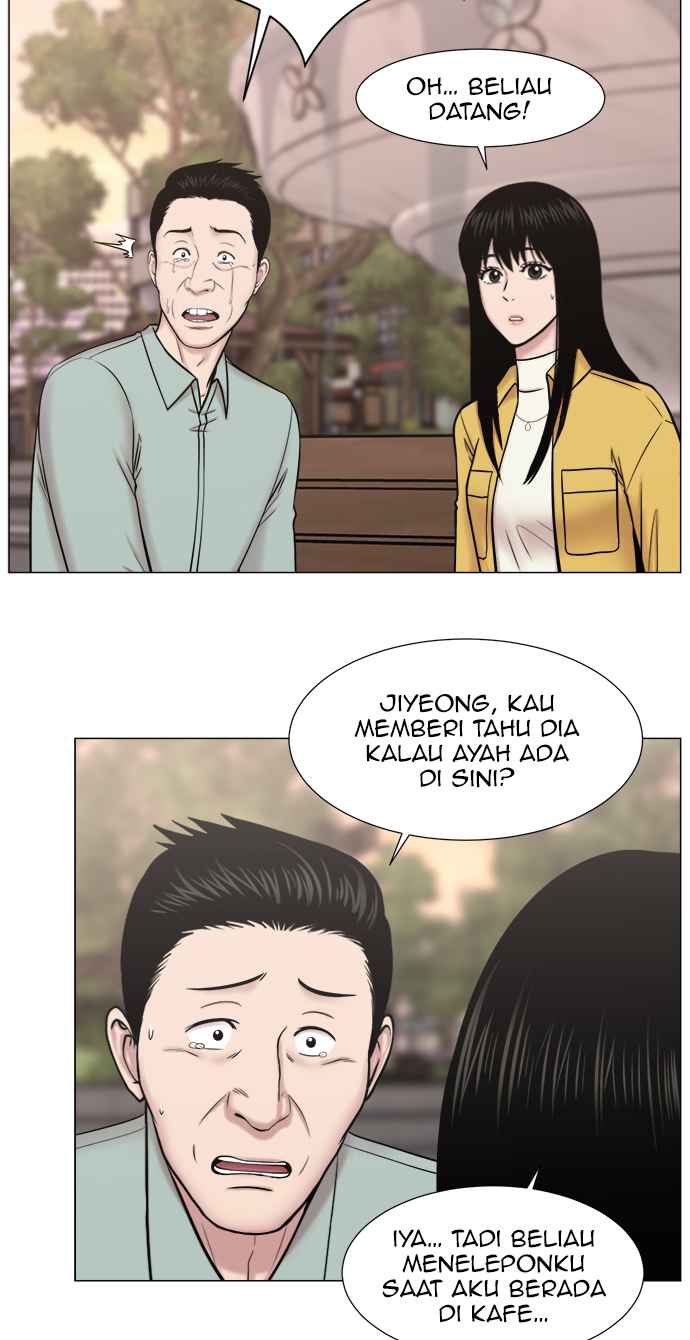 OH... BELIAU
DATANG!
JIYEONG, KAU
MEMBERI TAHU DIA
KALAU AYAH ADA
DI SINI?
IYA... TADI BELIAU
MENELEPONKU
SAAT AKU BERADA
DI KAFE...